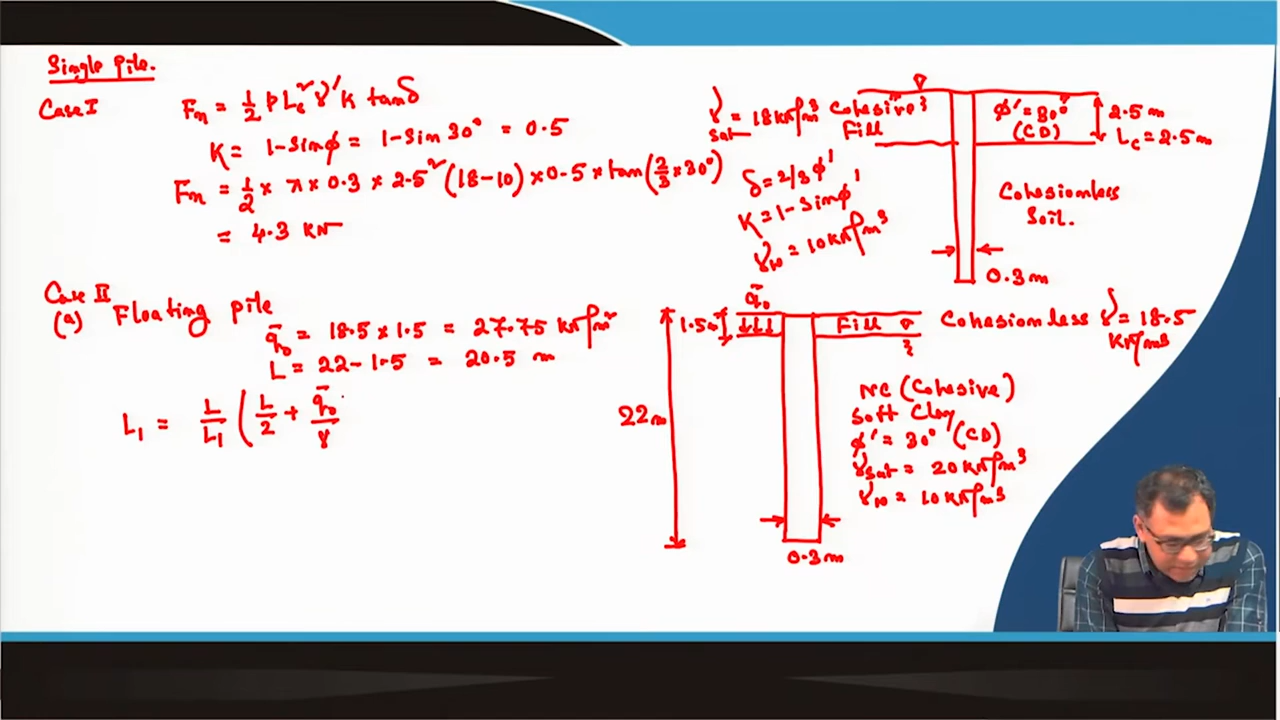 Single Pile.
Case I
Fn = 1/2 p Lc² γ' K tanδ
K = 1-sinϕ = 1-sin 30° = 0.5
Fn = 1/2 × π × 0.3 × 2.5² (18-10) × 0.5 × tan(2/3 × 30°)
= 4.3 kN
γsat = 18 kN/m³
Cohesive Fill
ϕ' = 30° (CD)
2.5 m
Lc = 2.5 m
δ = 2/3 ϕ'
K = 1-sinϕ'
γw = 10 kN/m³
Cohesionless
Soil.
0.3 m
Case II
(a) Floating pile
q̄o = 18.5 × 1.5 = 27.75 kN/m²
L = 22-1.5 = 20.5 m
L1 = L/L1 ( L/2 + q̄o/γ
q̄o
1.5m
Fill
Cohesionless γ = 18.5
kN/m³
22m
NC (Cohesive)
Soft Clay
ϕ' = 30° (CD)
γsat = 20 kN/m³
γw = 10 kN/m³
0.3 m